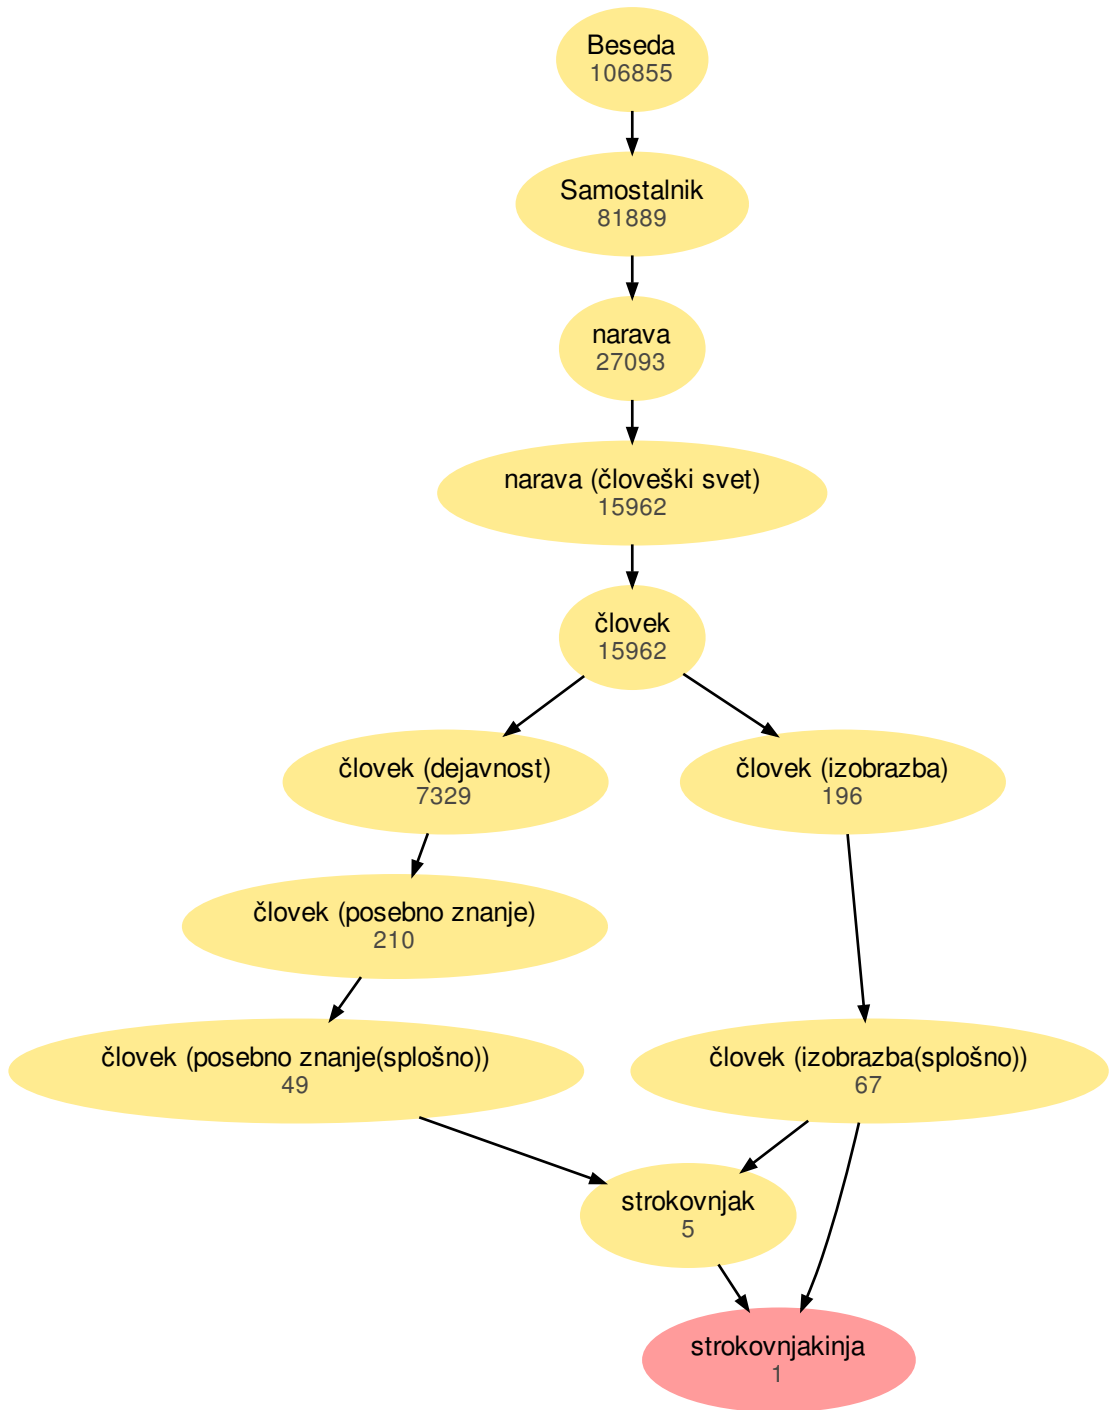 Beseda
106855
Samostalnik
81889
narava
27093
narava (človeški svet)
15962
človek
15962
človek (dejavnost)
7329
človek (izobrazba)
196
človek (posebno znanje)
210
človek (posebno znanje(splošno))
49
človek (izobrazba(splošno))
67
strokovnjak
5
strokovnjakinja
1